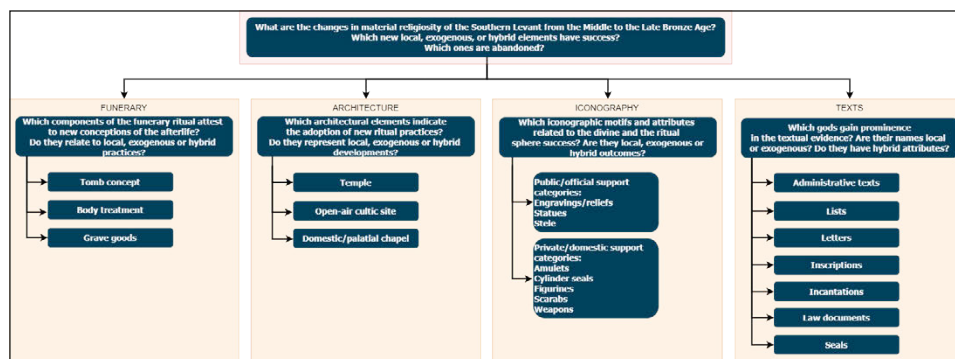 What are the changes in material religiosity of the Southern Levant from the Middle to the Late Bronze Age?
Which new local, exogenous, or hybrid elements have success?
Which ones are abandoned?
FUNERARY
Which components of the funerary ritual attest
to new conceptions of the afterlife?
Do they relate to local, exogenous or hybrid
practices?
Tomb concept
Body treatment
Grave goods
ARCHITECTURE
Which architectural elements indicate
the adoption of new ritual practices?
Do they represent local, exogenous or hybrid
developments?
Temple
Open-air cultic site
Domestic/palatial chapel
ICONOGRAPHY
Which iconographic motifs and attributes
related to the divine and the ritual
sphere success? Are they local, exogenous or
hybrid outcomes?
Public/official support
categories:
Engravings/reliefs
Statues
Stele
Private/domestic support
categories:
Amulets
Cylinder seals
Figurines
Scarabs
Weapons
TEXTS
Which gods gain prominence
in the textual evidence? Are their names local
or exogenous? Do they have hybrid attributes?
Administrative texts
Lists
Letters
Inscriptions
Incantations
Law documents
Seals